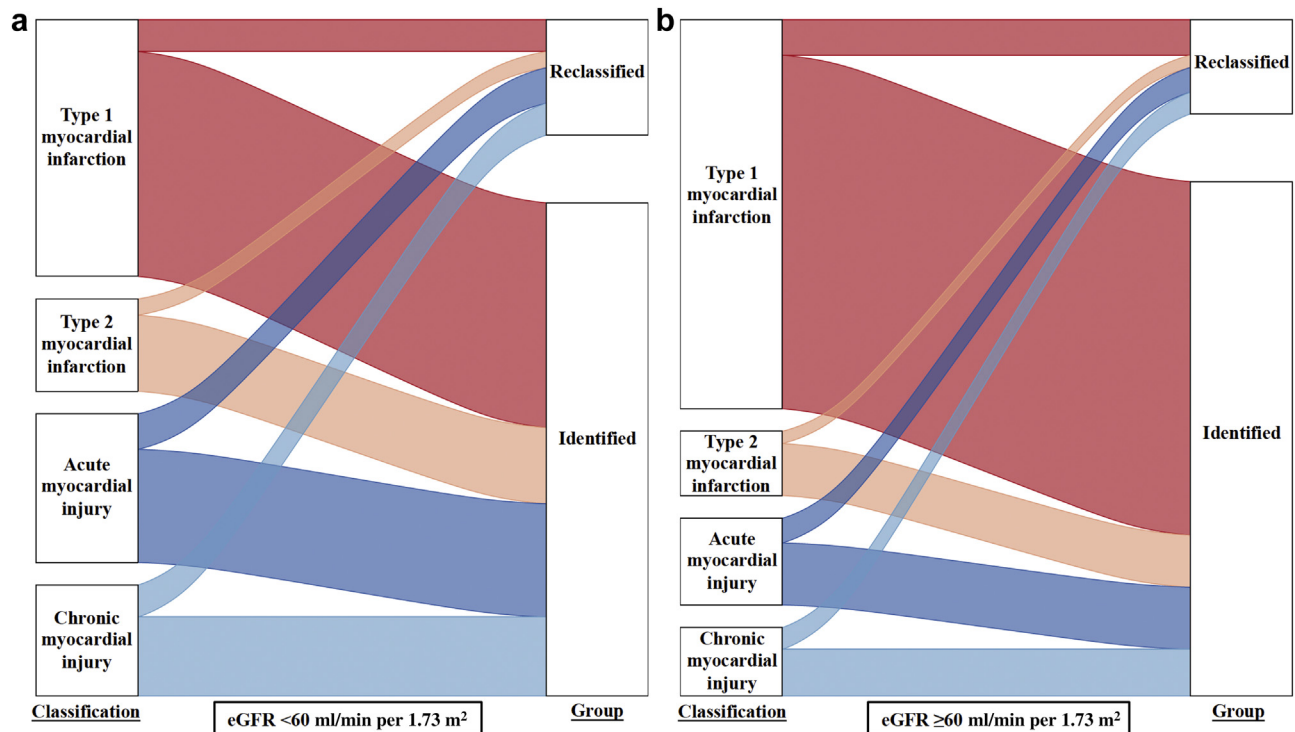 a
Type 1
myocardial
infarction
Type 2
myocardial
infarction
Acute
myocardial
injury
Chronic
myocardial
injury
Classification
Reclassified
Identified
Group
eGFR <60 ml/min per 1.73 m²
b
Type 1
myocardial
infarction
Type 2
myocardial
infarction
Acute
myocardial
injury
Chronic
myocardial
injury
Classification
Reclassified
Identified
Group
eGFR ≥60 ml/min per 1.73 m²